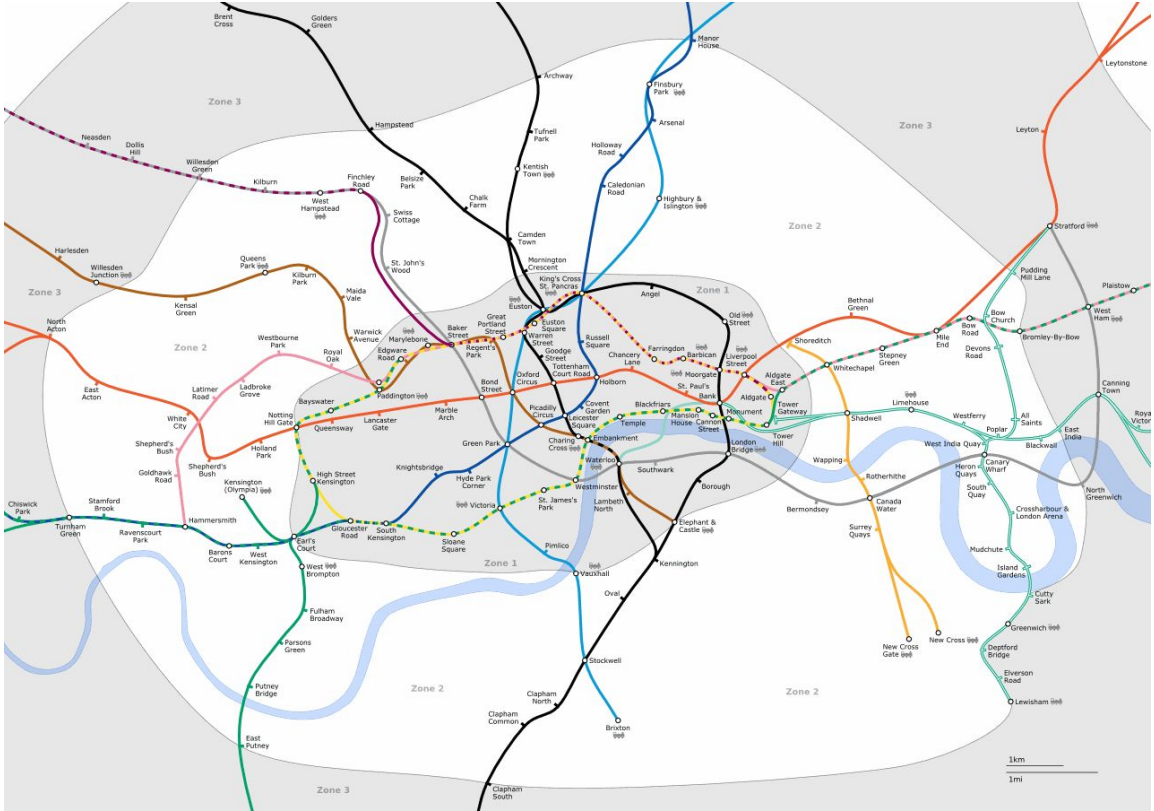 Brent
Cross
Golders
Green
Manor
House
Leytonstone
Archway
Finsbury
Park
Zone 3
Hampstead
Tufnell
Park
Arsenal
Zone 3
Leyton
Neasden
Dollis
Hill
Willesden
Green
Holloway
Road
Kilburn
Finchley
Road
Belsize
Park
Kentish
Town
Caledonian
Road
West
Hampstead
Swiss
Cottage
Chalk
Farm
Highbury &
Islington
Zone 2
Stratford
Camden
Town
Harlesden
Queens
Park
Willesden
Junction
Kilburn
Park
St. John's
Wood
Mornington
Crescent
King's Cross
St. Pancras
Pudding
Mill Lane
Zone 3
Kensal
Green
Maida
Vale
Euston
Angel
Zone 1
Plaistow
North
Acton
Warwick
Avenue
Great
Portland
Street
Baker
Street
Euston
Square
Warren
Street
Old
Street
Bethnal
Green
Bow
Church
West
Ham
Zone 2
Westbourne
Park
Royal
Oak
Marylebone
Edgware
Road
Regent's
Park
Goodge
Street
Russell
Square
Farringdon
Barbican
Liverpool
Street
Moorgate
Shoreditch
Mile
End
Bow
Road
Bromley-By-Bow
Devons
Road
Stepney
Green
Whitechapel
East
Acton
Latimer
Road
Ladbroke
Grove
Bayswater
Paddington
Bond
Street
Oxford
Circus
Tottenham
Court Road
Chancery
Lane
Holborn
St. Paul's
Bank
Aldgate
East
Aldgate
Tower
Gateway
Canning
Town
White
City
Notting
Hill Gate
Queensway
Lancaster
Gate
Marble
Arch
Picadilly
Circus
Covent
Garden
Leicester
Square
Blackfriars
Temple
Mansion
House
Cannon
Street
Monument
Tower
Hill
Shadwell
Limehouse
Westferry
Poplar
All
Saints
East
India
Blackwall
Royal
Victor
Shepherd's
Bush
Holland
Park
Shepherd's
Bush
Green Park
Charing
Cross
Embankment
Waterloo
London
Bridge
West India Quay
Canary
Wharf
Goldhawk
Road
High Street
Kensington
Kensington
(Olympia)
Knightsbridge
Hyde Park
Corner
Southwark
Westminster
Wapping
Heron
Quays
South
Quay
Rotherhithe
North
Greenwich
Chiswick
Park
Stamford
Brook
Hammersmith
Victoria
St. James's
Park
Lambeth
North
Borough
Bermondsey
Canada
Water
Crossharbour &
London Arena
Turnham
Green
Ravenscourt
Park
Barons
Court
West
Kensington
Earl's
Court
Gloucester
Road
South
Kensington
Sloane
Square
Elephant &
Castle
Surrey
Quays
Mudchute
Zone 1
Pimlico
Vauxhall
Kennington
West
Brompton
Island
Gardens
Cutty
Sark
Fulham
Broadway
Oval
Greenwich
Parsons
Green
New Cross
Gate
New Cross
Deptford
Bridge
Stockwell
Elverson
Road
Putney
Bridge
Zone 2
Clapham
North
Zone 2
Lewisham
Clapham
Common
Brixton
East
Putney
1km
1mi
Zone 3
Clapham
South